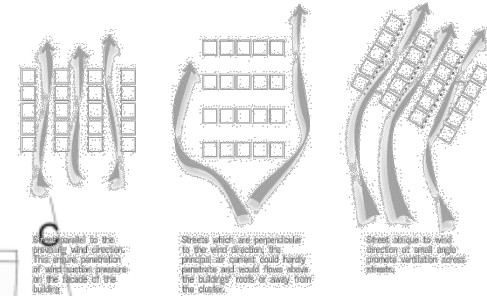 C
Street parallel to the
prevailing wind direction.
This ensure penetration
of wind suction pressure
on the facade of the
building.
Streets which are perpendicular
to the wind direction, the
principal air current could hardly
penetrate and would flows above
the buildings' roofs or away from
the cluster.
Street oblique to wind
direction at small angle
promote ventilation across
streets.